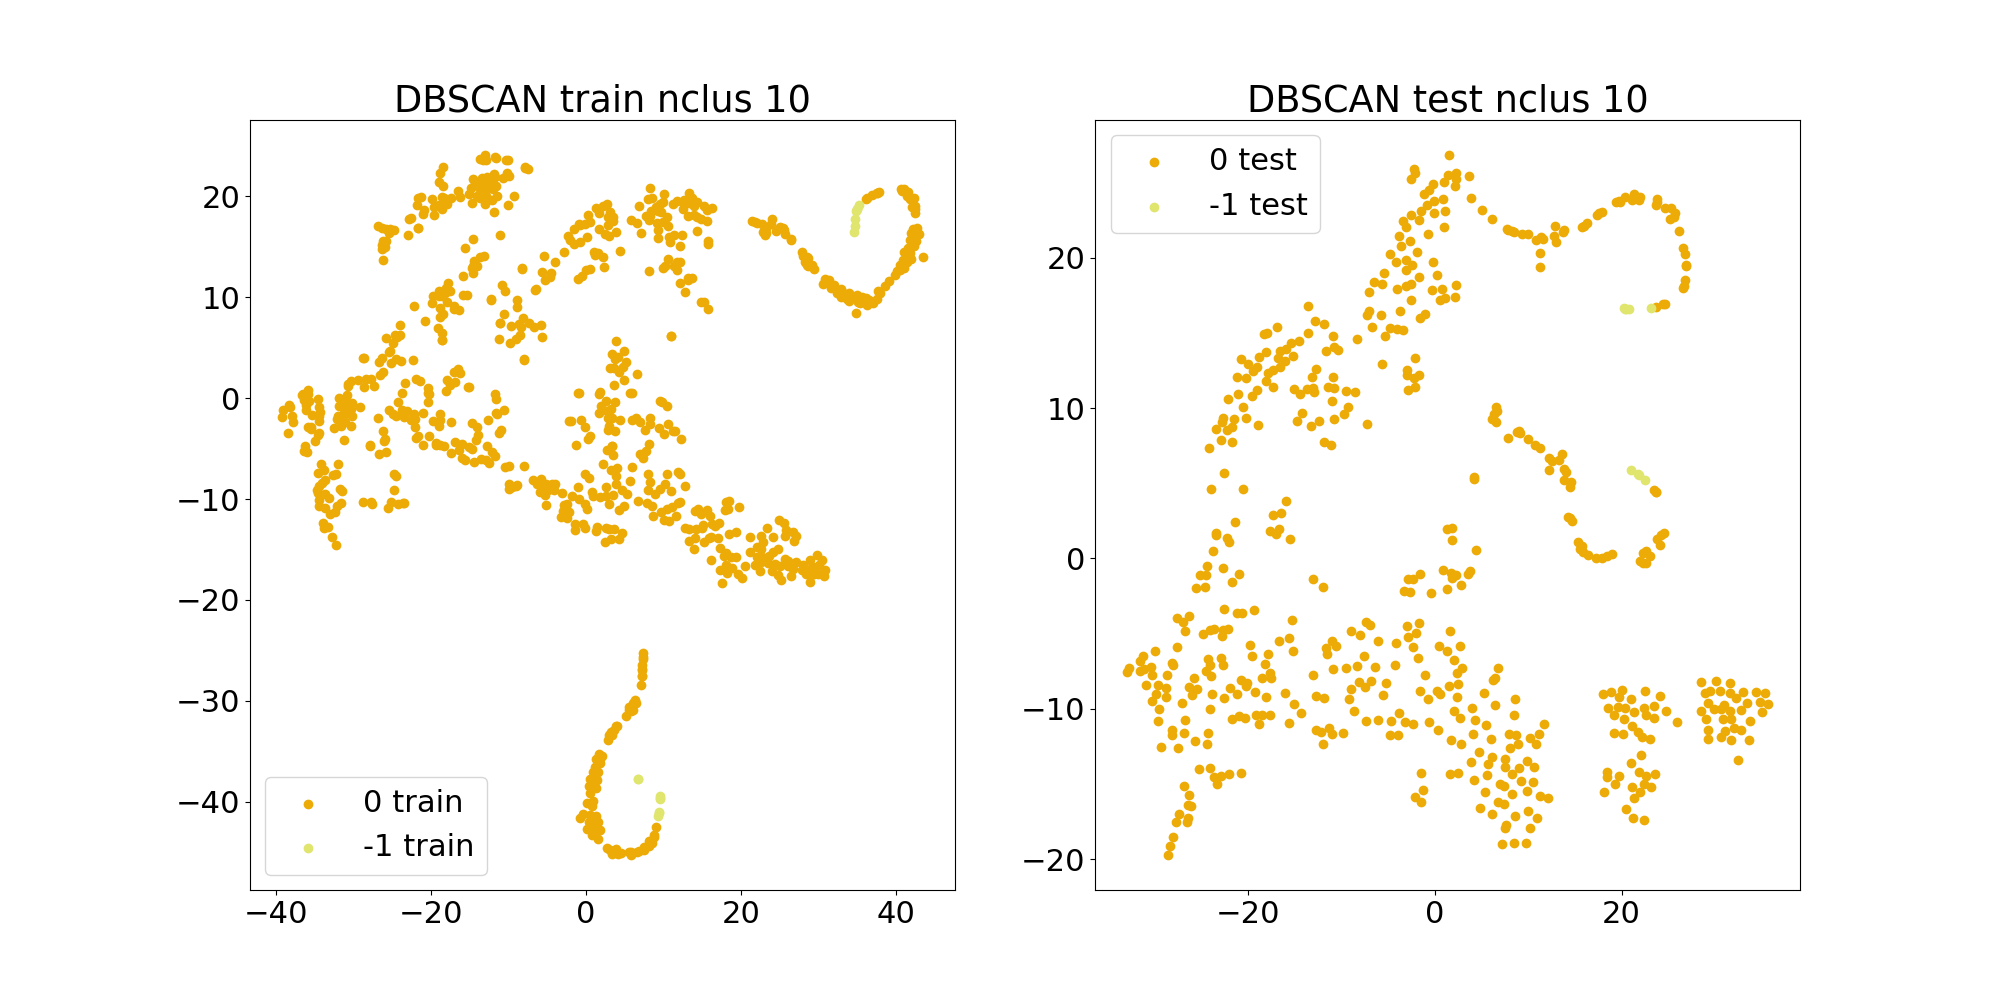 DBSCAN train nclus 10
20
10
0
−10
−20
−30
−40
0 train
-1 train
−40 −20 0 20 40
DBSCAN test nclus 10
0 test
-1 test
20
10
0
−10
−20
−20 0 20